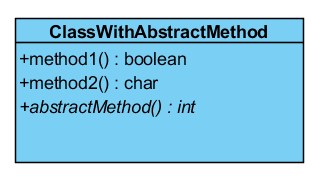 ClassWithAbstractMethod
+method1() : boolean
+method2() : char
+abstractMethod() : int